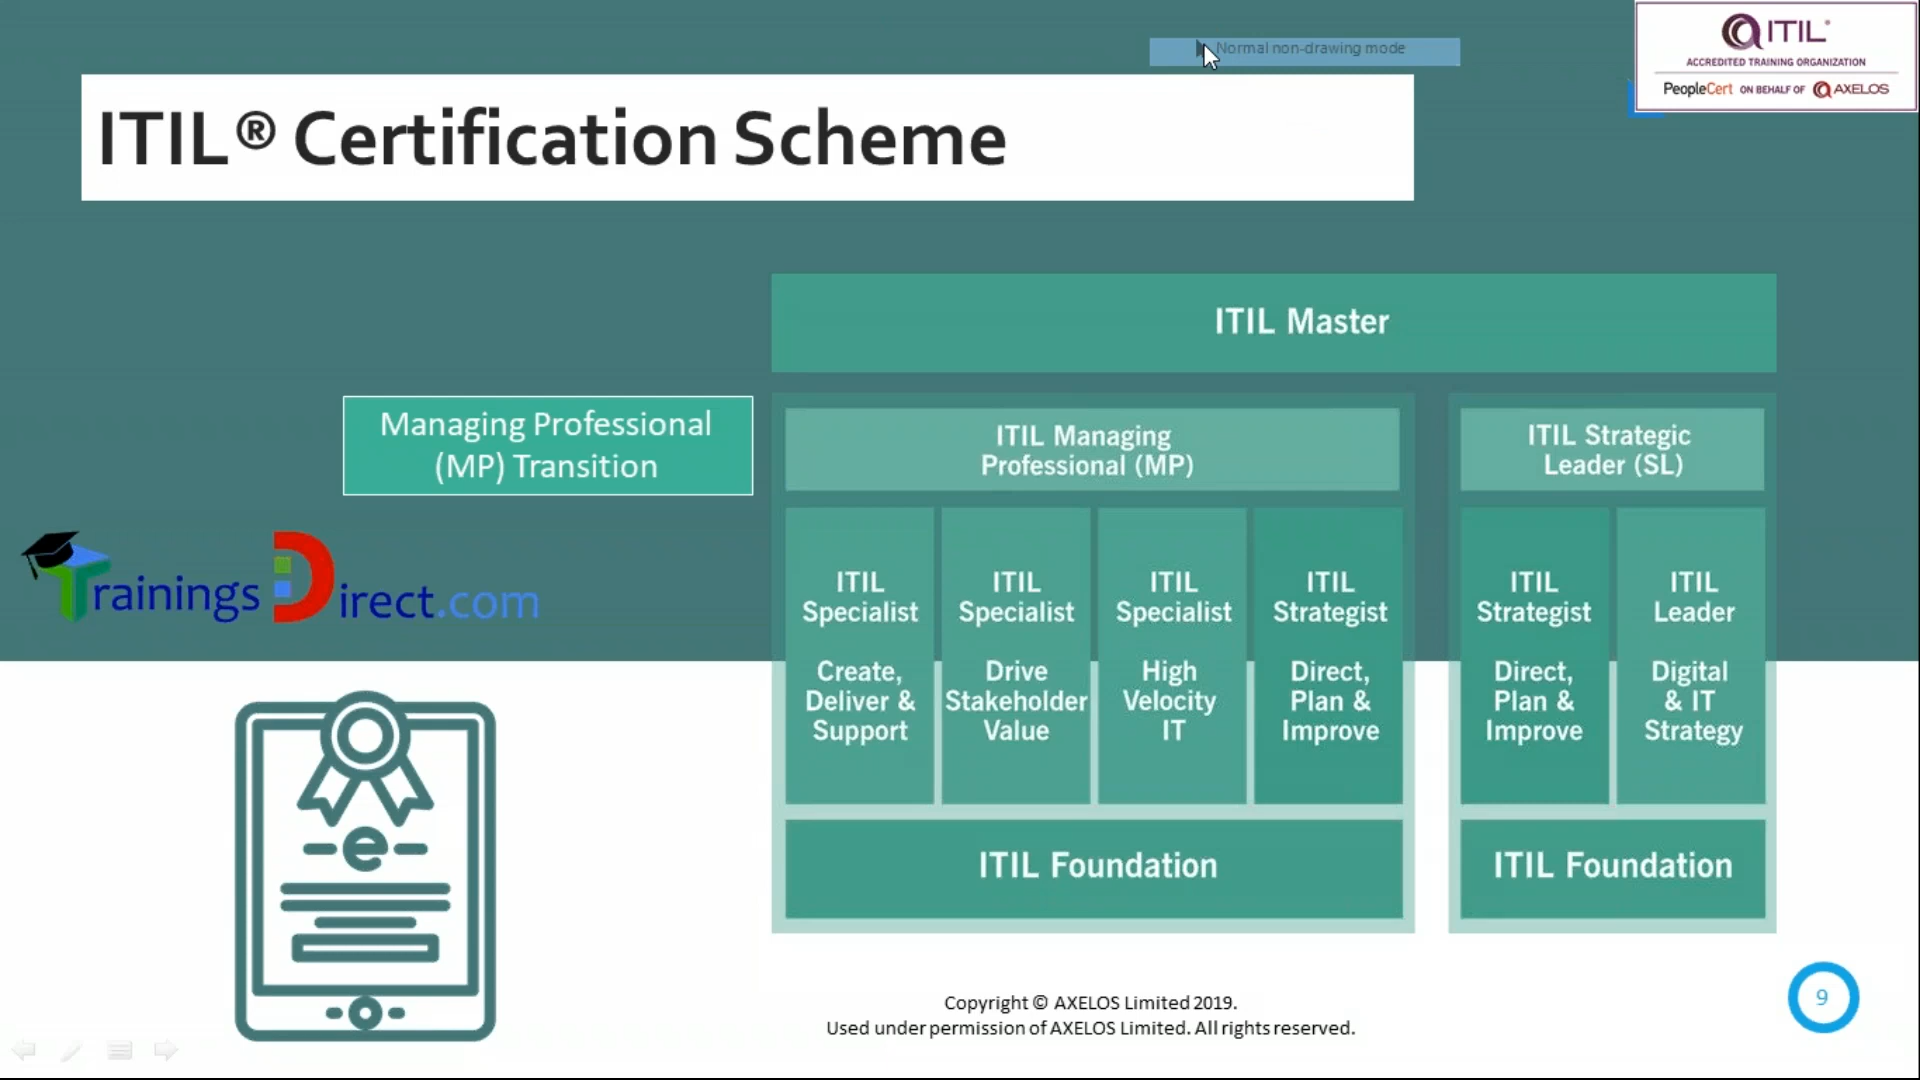 Normal non-drawing mode
ITIL®
ACCREDITED TRAINING ORGANIZATION
PeopleCert ON BEHALF OF AXELOS
ITIL® Certification Scheme
ITIL Master
Managing Professional
(MP) Transition
ITIL Managing
Professional (MP)
ITIL Strategic
Leader (SL)
TrainingsDirect.com
ITIL
Specialist
Create,
Deliver &
Support
ITIL
Specialist
Drive
Stakeholder
Value
ITIL
Specialist
High
Velocity
IT
ITIL
Strategist
Direct,
Plan &
Improve
ITIL
Strategist
Direct,
Plan &
Improve
ITIL
Leader
Digital
& IT
Strategy
ITIL Foundation
ITIL Foundation
e
Copyright © AXELOS Limited 2019.
Used under permission of AXELOS Limited. All rights reserved.
9